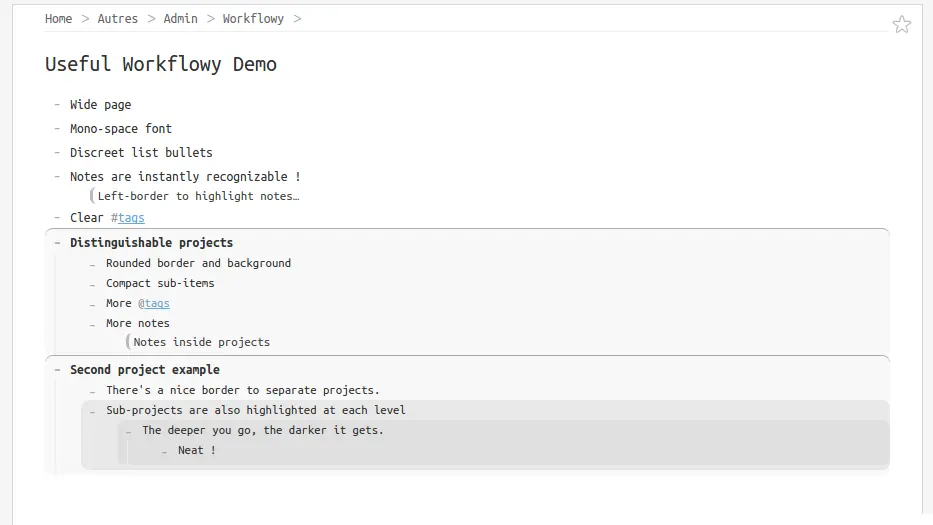 Home > Autres > Admin > Workflowy >
Useful Workflowy Demo
– Wide page
– Mono-space font
– Discreet list bullets
– Notes are instantly recognizable !
Left-border to highlight notes…
– Clear #tags
– Distinguishable projects
– Rounded border and background
– Compact sub-items
– More @tags
– More notes
Notes inside projects
– Second project example
– There's a nice border to separate projects.
– Sub-projects are also highlighted at each level
– The deeper you go, the darker it gets.
– Neat !